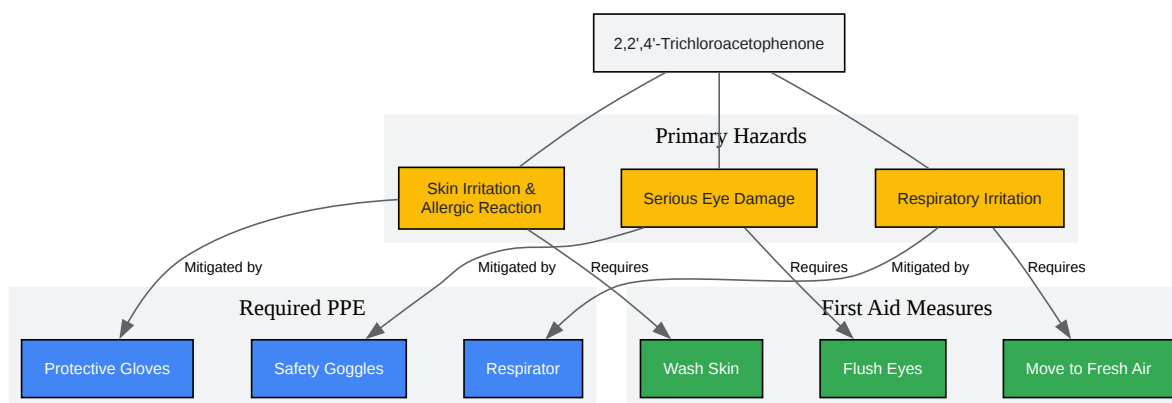 2,2',4'-Trichloroacetophenone
Primary Hazards
Skin Irritation &
Allergic Reaction
Serious Eye Damage
Respiratory Irritation
Mitigated by
Mitigated by
Requires
Requires
Mitigated by
Requires
Required PPE
First Aid Measures
Protective Gloves
Safety Goggles
Respirator
Wash Skin
Flush Eyes
Move to Fresh Air